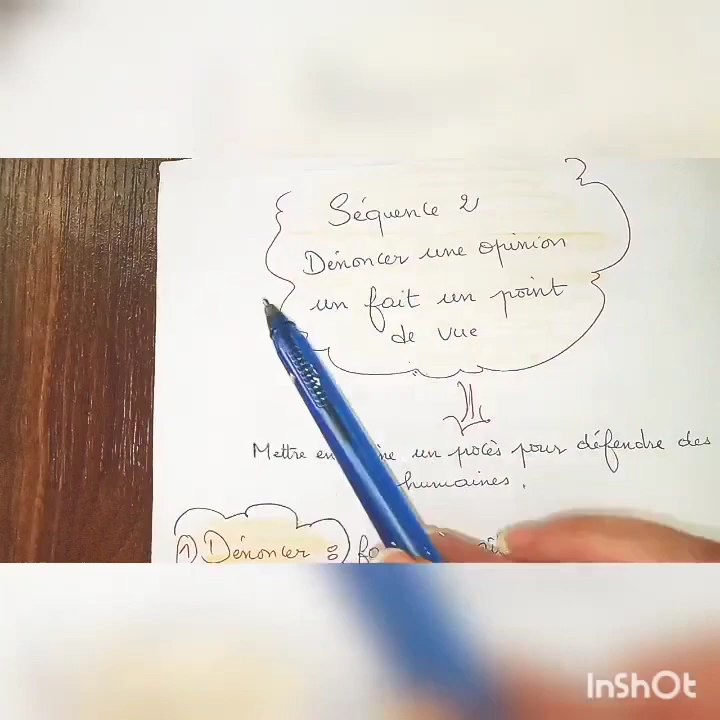 Séquence 2
Dénoncer une opinion
un fait un point
de vue
Mettre en un pocès pour défendre des
humaines.
1) Dénoncer :
InShOt